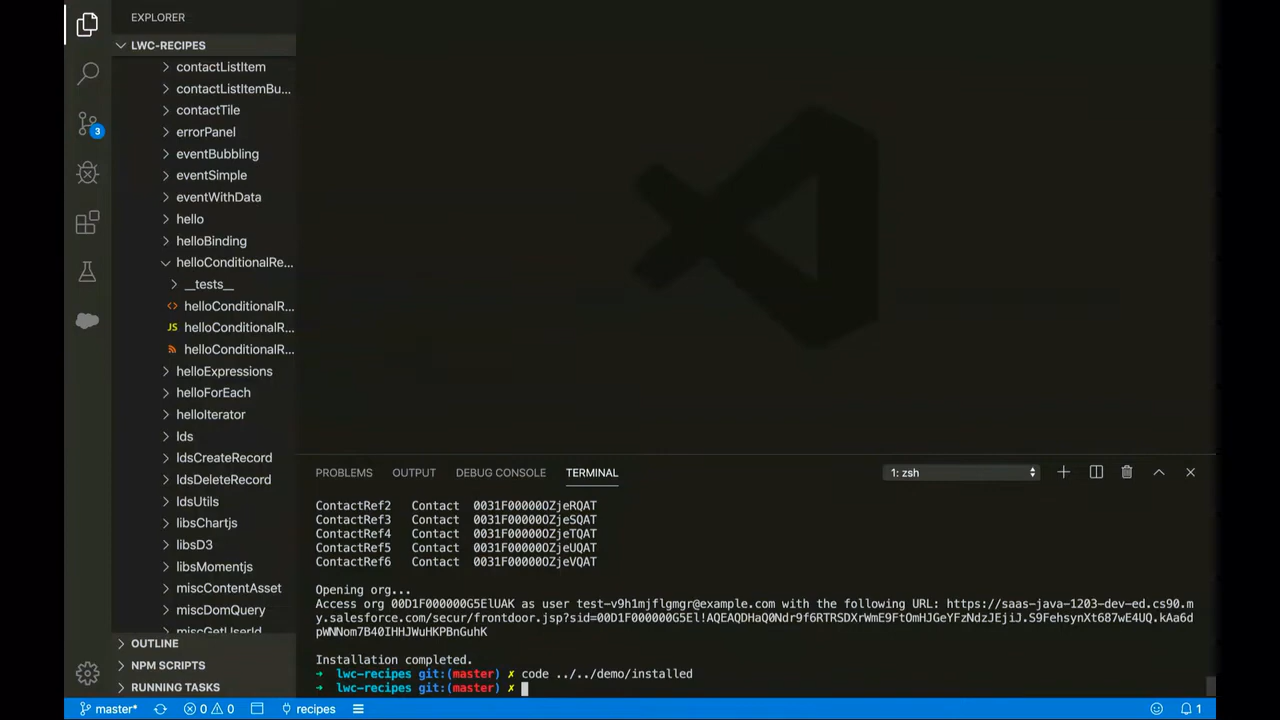 EXPLORER
LWC-RECIPES
contactListItem
contactListItemBu...
contactTile
errorPanel
eventBubbling
eventSimple
eventWithData
hello
helloBinding
helloConditionalRe...
__tests__
helloConditionalR...
JS helloConditionalR...
helloConditionalR...
helloExpressions
helloForEach
helloIterator
lds
ldsCreateRecord
ldsDeleteRecord
ldsUtils
libsChartjs
libsD3
libsMomentjs
miscContentAsset
miscDomQuery
miscGetUserId
OUTLINE
NPM SCRIPTS
RUNNING TASKS
3
PROBLEMS OUTPUT DEBUG CONSOLE TERMINAL 1: zsh
ContactRef2 Contact 0031F00000OZjeRQAT
ContactRef3 Contact 0031F00000OZjeSQAT
ContactRef4 Contact 0031F00000OZjeTQAT
ContactRef5 Contact 0031F00000OZjeUQAT
ContactRef6 Contact 0031F00000OZjeVQAT
Opening org...
Access org 00D1F000000G5ElUAK as user test-v9h1mjflgmgr@example.com with the following URL: https://saas-java-1203-dev-ed.cs90.m
y.salesforce.com/secur/frontdoor.jsp?sid=00D1F000000G5El!AQEAQDHaQ0Ndr9f6RTRSDXrWmE9FtOmHJGeYFzNdzJEjiJ.S9FehsynXt687wE4UQ.kAa6d
pWNNom7B40IHHJWuHKPBnGuhK
Installation completed.
➜ lwc-recipes git:(master) ✗ code ../../demo/installed
➜ lwc-recipes git:(master) ✗
master* 0 0 recipes 1